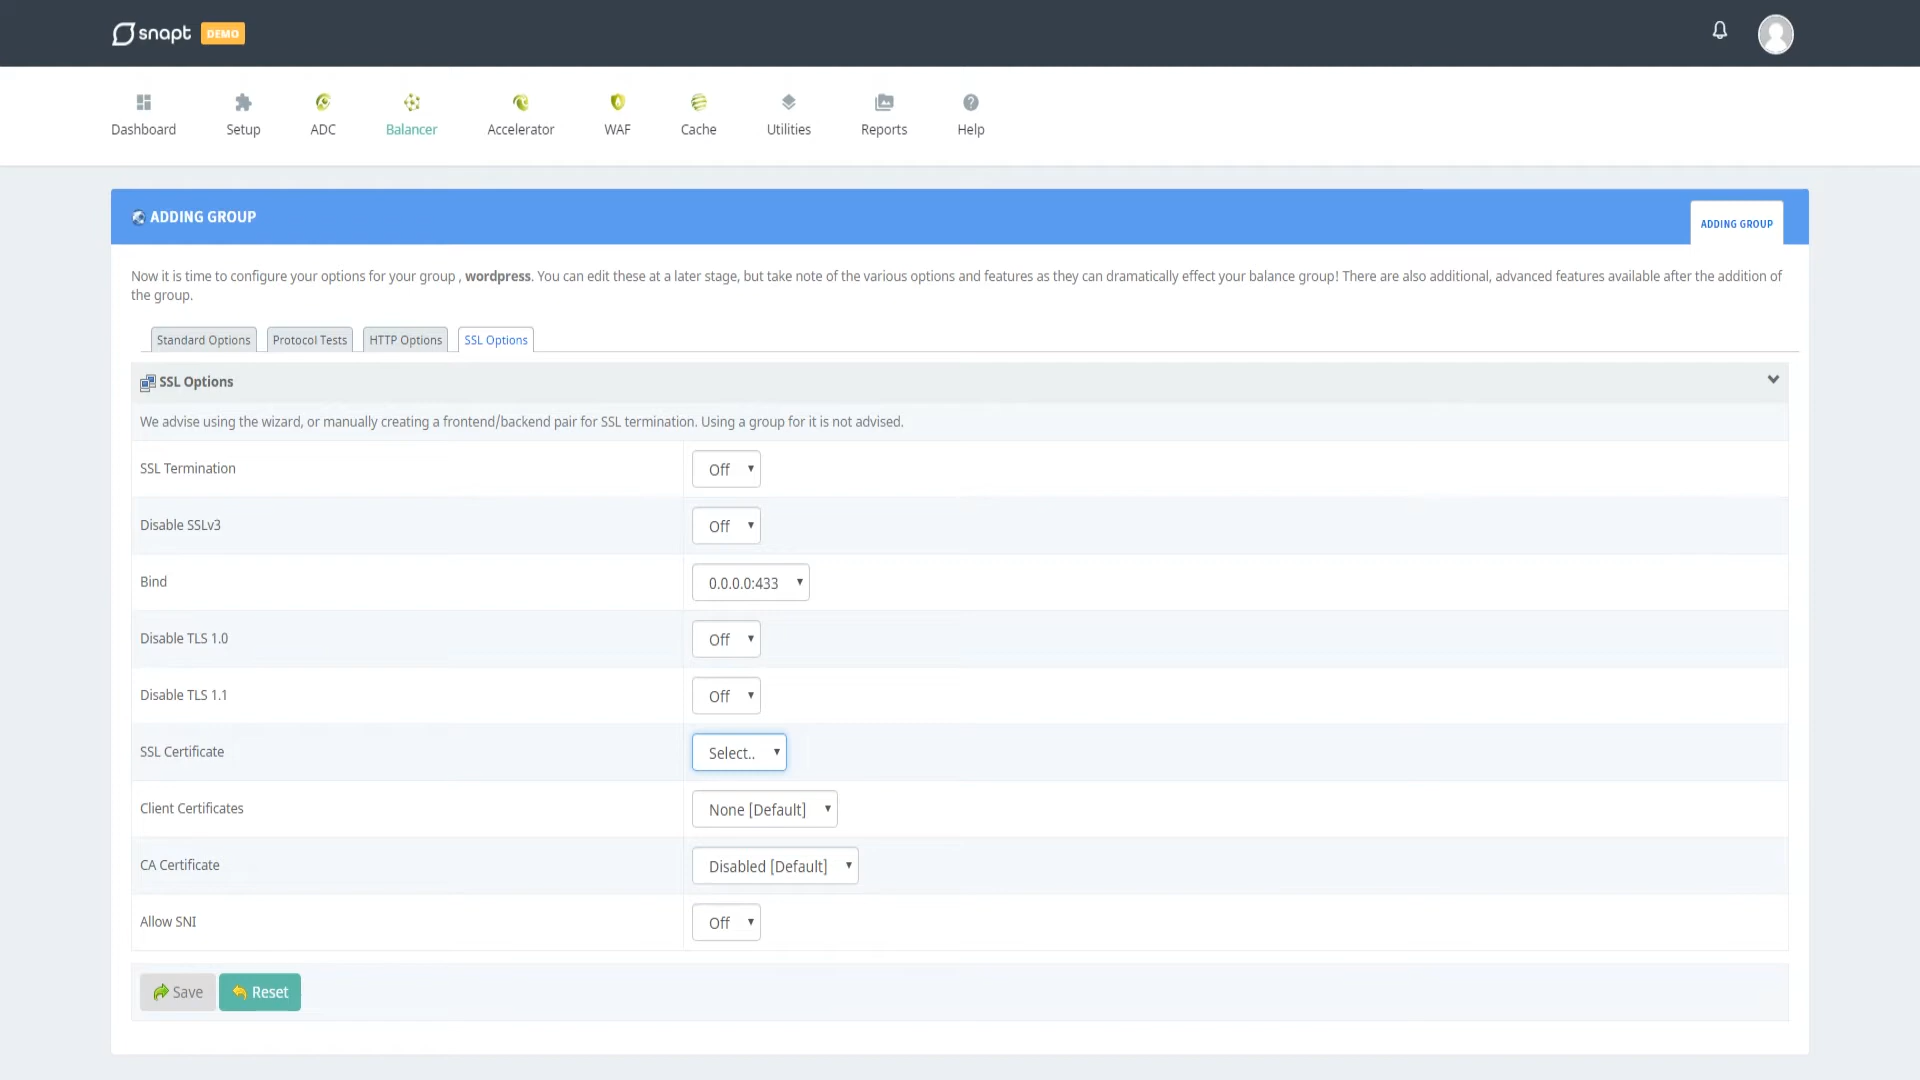 snapt DEMO
Dashboard Setup ADC Balancer Accelerator WAF Cache Utilities Reports Help
ADDING GROUP
ADDING GROUP
Now it is time to configure your options for your group , wordpress. You can edit these at a later stage, but take note of the various options and features as they can dramatically effect your balance group! There are also additional, advanced features available after the addition of
the group.
Standard Options Protocol Tests HTTP Options SSL Options
SSL Options
We advise using the wizard, or manually creating a frontend/backend pair for SSL termination. Using a group for it is not advised.
SSL Termination Off
Disable SSLv3 Off
Bind 0.0.0.0:433
Disable TLS 1.0 Off
Disable TLS 1.1 Off
SSL Certificate Select..
Client Certificates None [Default]
CA Certificate Disabled [Default]
Allow SNI Off
Save Reset